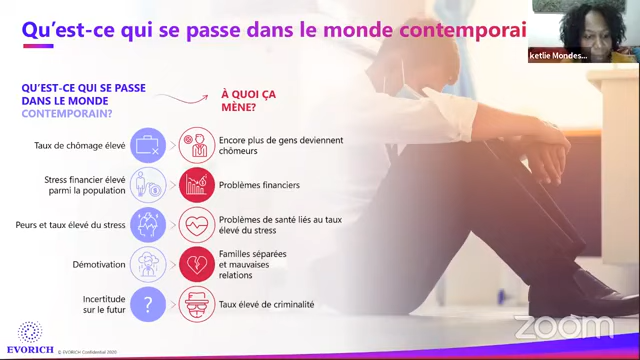 Qu'est-ce qui se passe dans le monde contemporai
ketlie Mondes...
QU'EST-CE QUI SE PASSE
DANS LE MONDE
CONTEMPORAIN?
À QUOI ÇA
MÈNE?
Taux de chômage élevé
Encore plus de gens deviennent
chômeurs
Stress financier élevé
parmi la population
Problèmes financiers
Peurs et taux élevé du stress
Problèmes de santé liés au taux
élevé du stress
Démotivation
Familles séparées
et mauvaises
relations
Incertitude
sur le futur
?
Taux élevé de criminalité
EVORICH
© EVORICH Confidential 2020
zoom